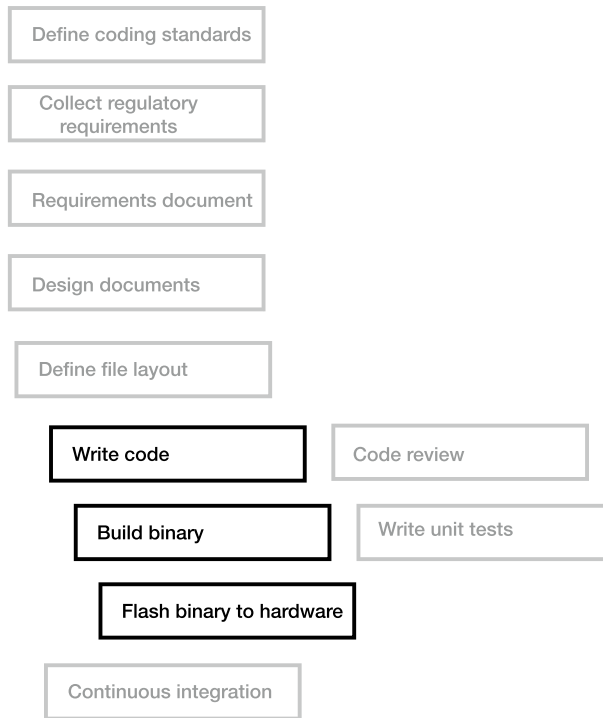 Define coding standards
Collect regulatory
requirements
Requirements document
Design documents
Define file layout
Write code
Code review
Build binary
Write unit tests
Flash binary to hardware
Continuous integration